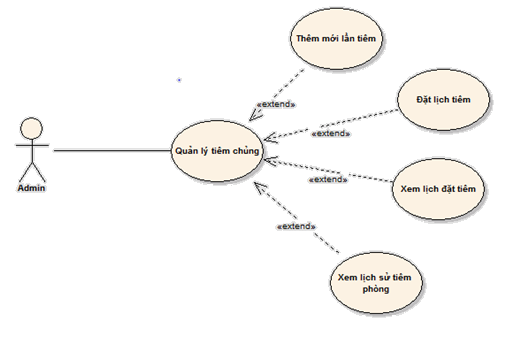 Thêm mới lần tiêm
«extend»
Đặt lịch tiêm
«extend»
Quản lý tiêm chủng
Admin
«extend»
Xem lịch đặt tiêm
«extend»
Xem lịch sử tiêm
phòng